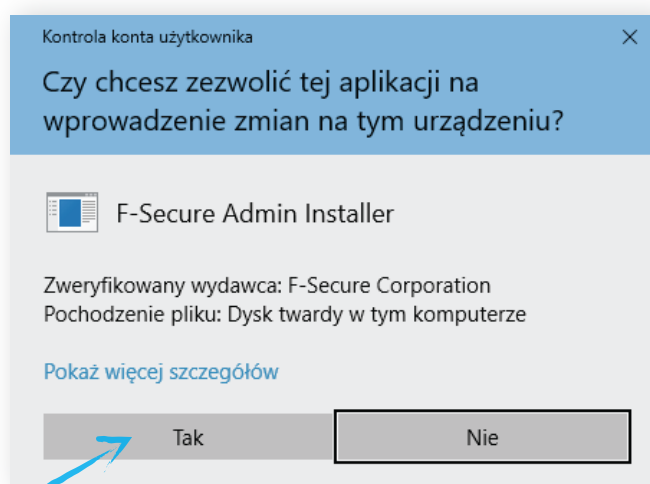 Kontrola konta użytkownika
Czy chcesz zezwolić tej aplikacji na
wprowadzenie zmian na tym urządzeniu?
F-Secure Admin Installer
Zweryfikowany wydawca: F-Secure Corporation
Pochodzenie pliku: Dysk twardy w tym komputerze
Pokaż więcej szczegółów
Tak
Nie